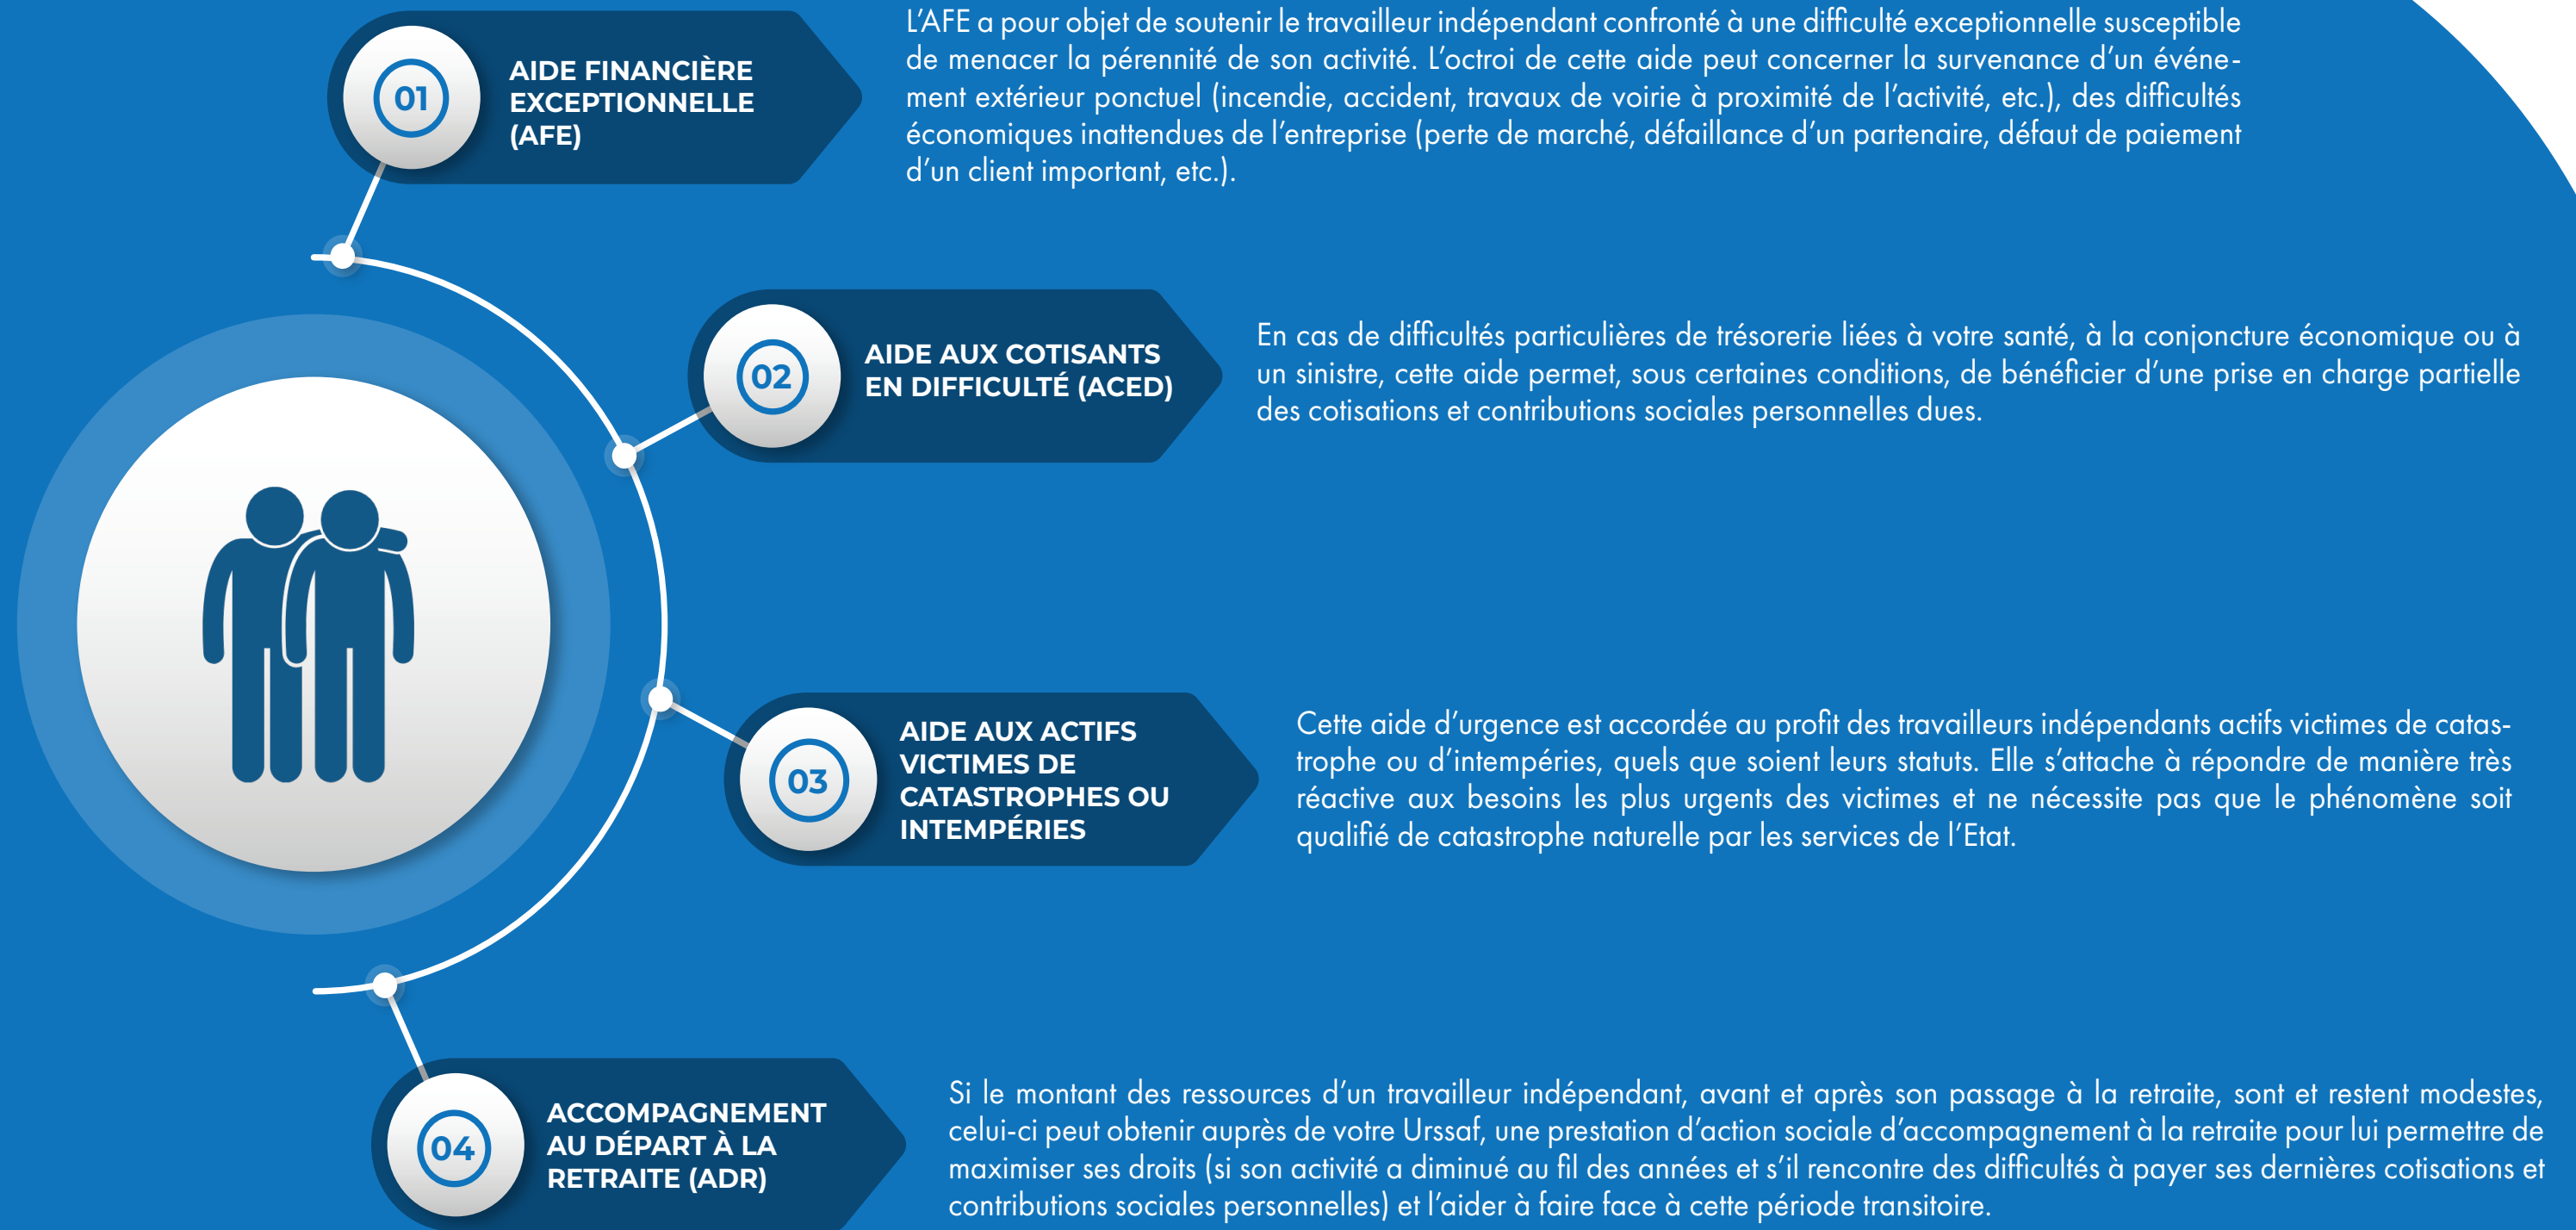 01
AIDE FINANCIÈRE
EXCEPTIONNELLE
(AFE)
L’AFE a pour objet de soutenir le travailleur indépendant confronté à une difficulté exceptionnelle susceptible
de menacer la pérennité de son activité. L’octroi de cette aide peut concerner la survenance d’un événe-
ment extérieur ponctuel (incendie, accident, travaux de voirie à proximité de l’activité, etc.), des difficultés
économiques inattendues de l’entreprise (perte de marché, défaillance d’un partenaire, défaut de paiement
d’un client important, etc.).
02
AIDE AUX COTISANTS
EN DIFFICULTÉ (ACED)
En cas de difficultés particulières de trésorerie liées à votre santé, à la conjoncture économique ou à
un sinistre, cette aide permet, sous certaines conditions, de bénéficier d’une prise en charge partielle
des cotisations et contributions sociales personnelles dues.
03
AIDE AUX ACTIFS
VICTIMES DE
CATASTROPHES OU
INTEMPÉRIES
Cette aide d’urgence est accordée au profit des travailleurs indépendants actifs victimes de catas-
trophe ou d’intempéries, quels que soient leurs statuts. Elle s’attache à répondre de manière très
réactive aux besoins les plus urgents des victimes et ne nécessite pas que le phénomène soit
qualifié de catastrophe naturelle par les services de l’Etat.
04
ACCOMPAGNEMENT
AU DÉPART À LA
RETRAITE (ADR)
Si le montant des ressources d’un travailleur indépendant, avant et après son passage à la retraite, sont et restent modestes,
celui-ci peut obtenir auprès de votre Urssaf, une prestation d’action sociale d’accompagnement à la retraite pour lui permettre de
maximiser ses droits (si son activité a diminué au fil des années et s’il rencontre des difficultés à payer ses dernières cotisations et
contributions sociales personnelles) et l’aider à faire face à cette période transitoire.